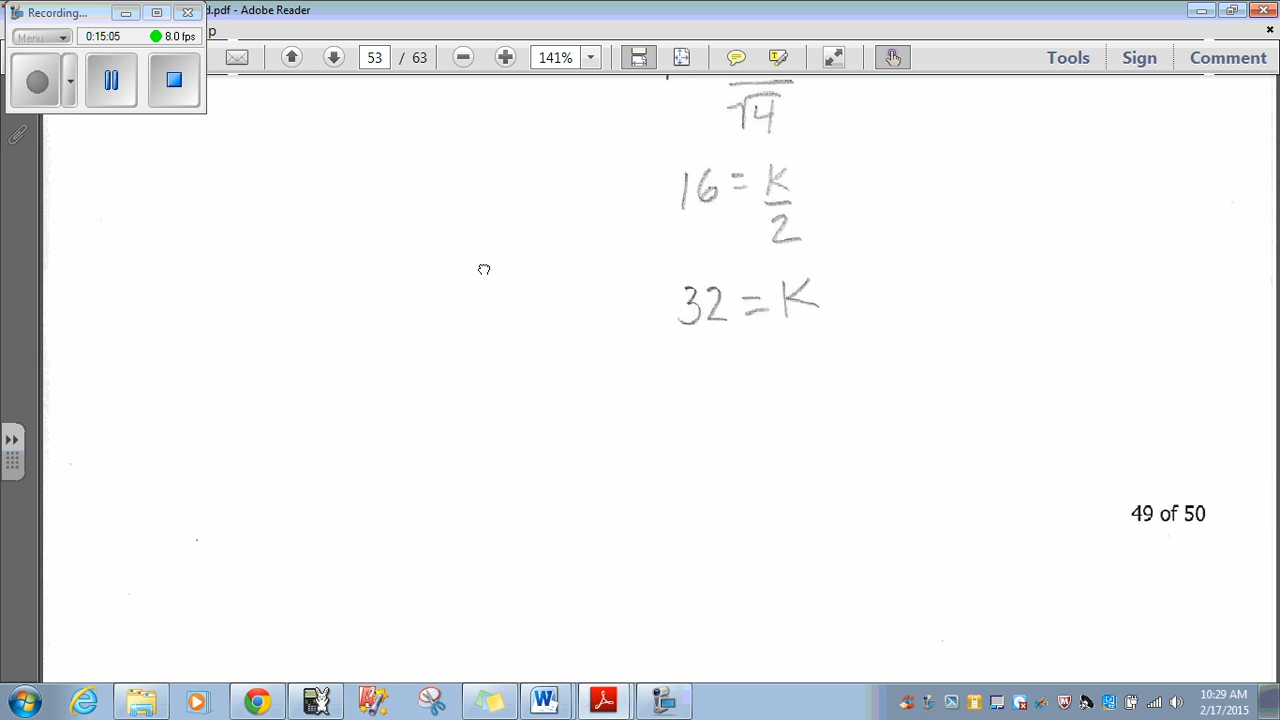 Recording...
d.pdf - Adobe Reader
Menu
0:15:05
8.0 fps
p
53 / 63
141%
Tools
Sign
Comment
√4
16 = K
2
32 = K
49 of 50
10:29 AM
2/17/2015